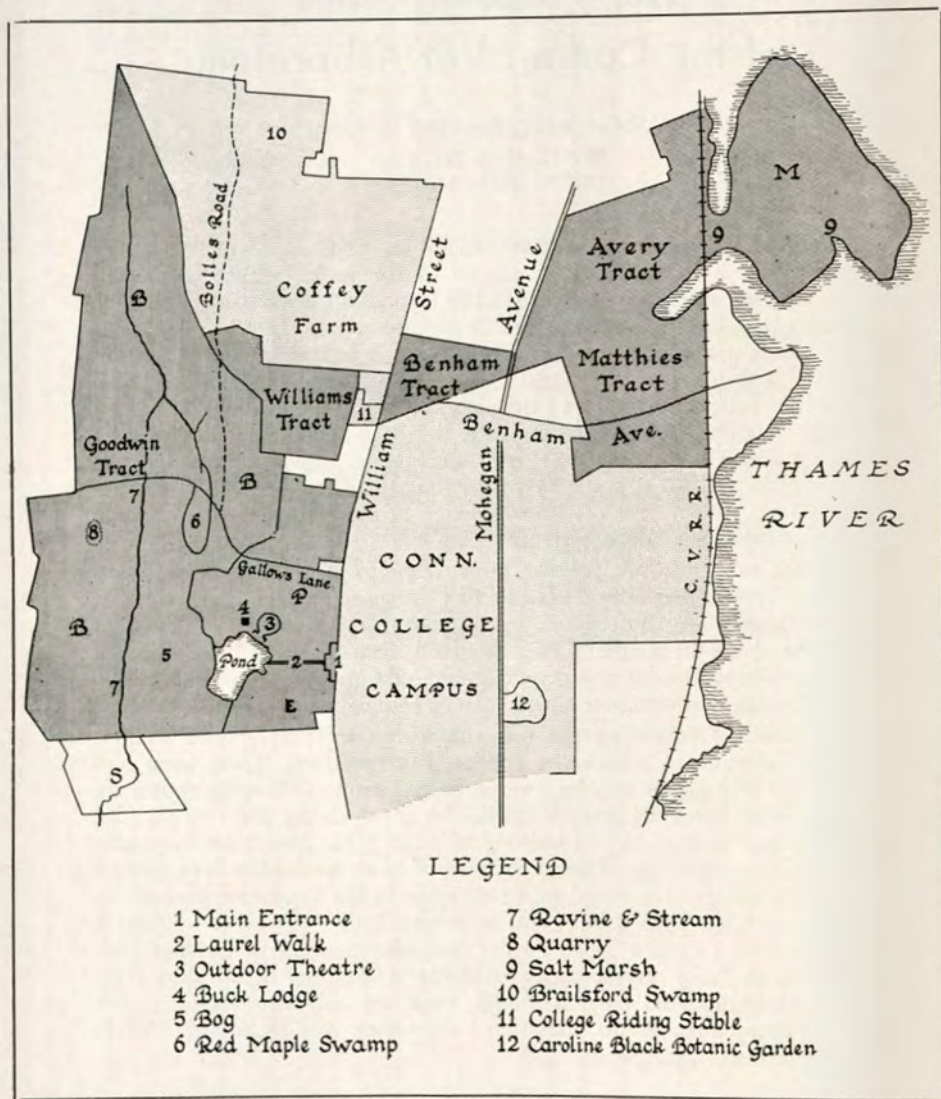 10
M
Bolles Road
Street
Avenue
9
9
Avery
Tract
B
Coffey
Farm
Benham
Tract
Matthies
Tract
Williams
Tract
11
Benham
Ave.
Goodwin
Tract
William
Mohegan
THAMES
RIVER
B
7
6
8
C. V. R. R.
CONN.
COLLEGE
CAMPUS
Gallows Lane
P
4
3
B
5
Pond
2
1
7
E
12
S
LEGEND
1 Main Entrance
2 Laurel Walk
3 Outdoor Theatre
4 Buck Lodge
5 Bog
6 Red Maple Swamp
7 Ravine & Stream
8 Quarry
9 Salt Marsh
10 Brailsford Swamp
11 College Riding Stable
12 Caroline Black Botanic Garden